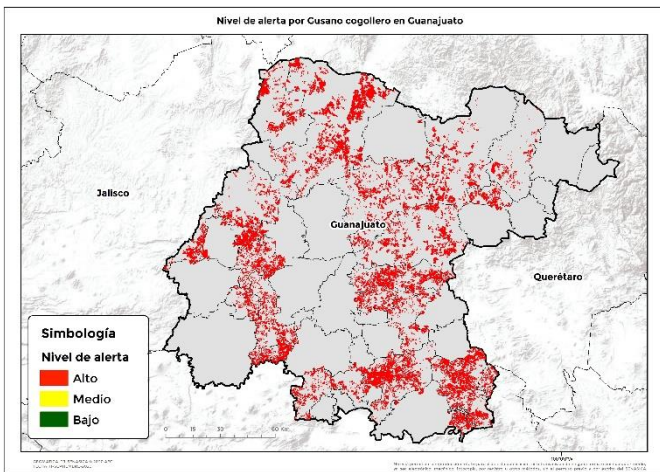 Nivel de alerta por Gusano cogollero en Guanajuato
Jalisco
Guanajuato
Querétaro
Simbología
Nivel de alerta
Alto
Medio
Bajo
0 15 30 60 Km